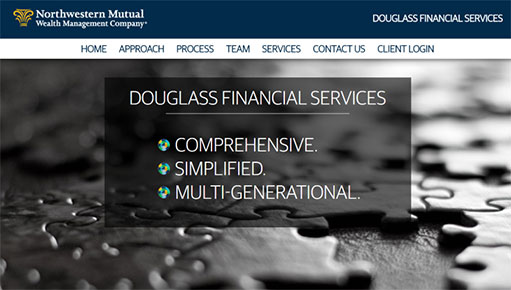 Northwestern Mutual
Wealth Management Company®
DOUGLASS FINANCIAL SERVICES
HOME APPROACH PROCESS TEAM SERVICES CONTACT US CLIENT LOGIN
DOUGLASS FINANCIAL SERVICES
COMPREHENSIVE.
SIMPLIFIED.
MULTI-GENERATIONAL.